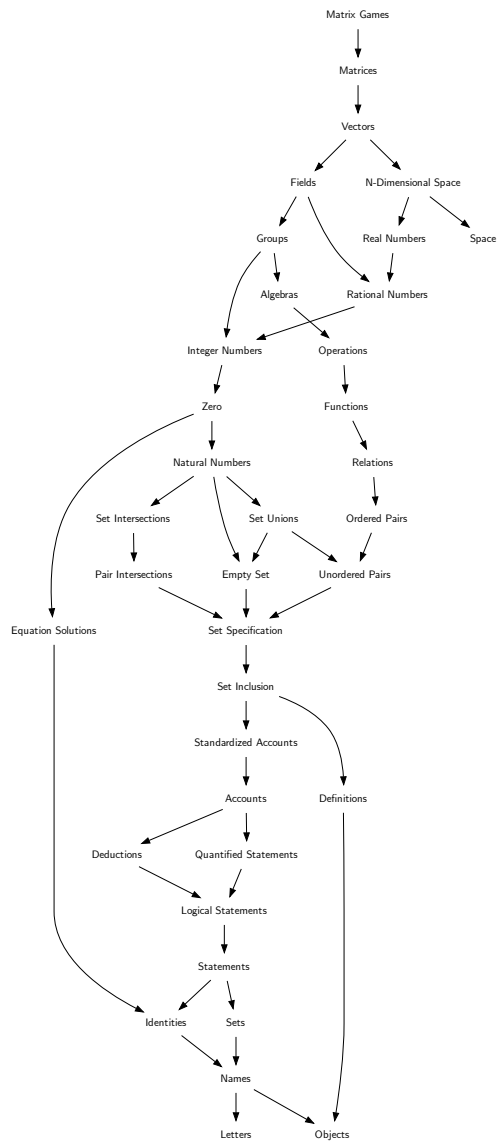 Matrix Games
Matrices
Vectors
Fields
N-Dimensional Space
Groups
Real Numbers
Space
Algebras
Rational Numbers
Integer Numbers
Operations
Zero
Functions
Natural Numbers
Relations
Set Intersections
Set Unions
Ordered Pairs
Pair Intersections
Empty Set
Unordered Pairs
Equation Solutions
Set Specification
Set Inclusion
Standardized Accounts
Accounts
Definitions
Deductions
Quantified Statements
Logical Statements
Statements
Identities
Sets
Names
Letters
Objects